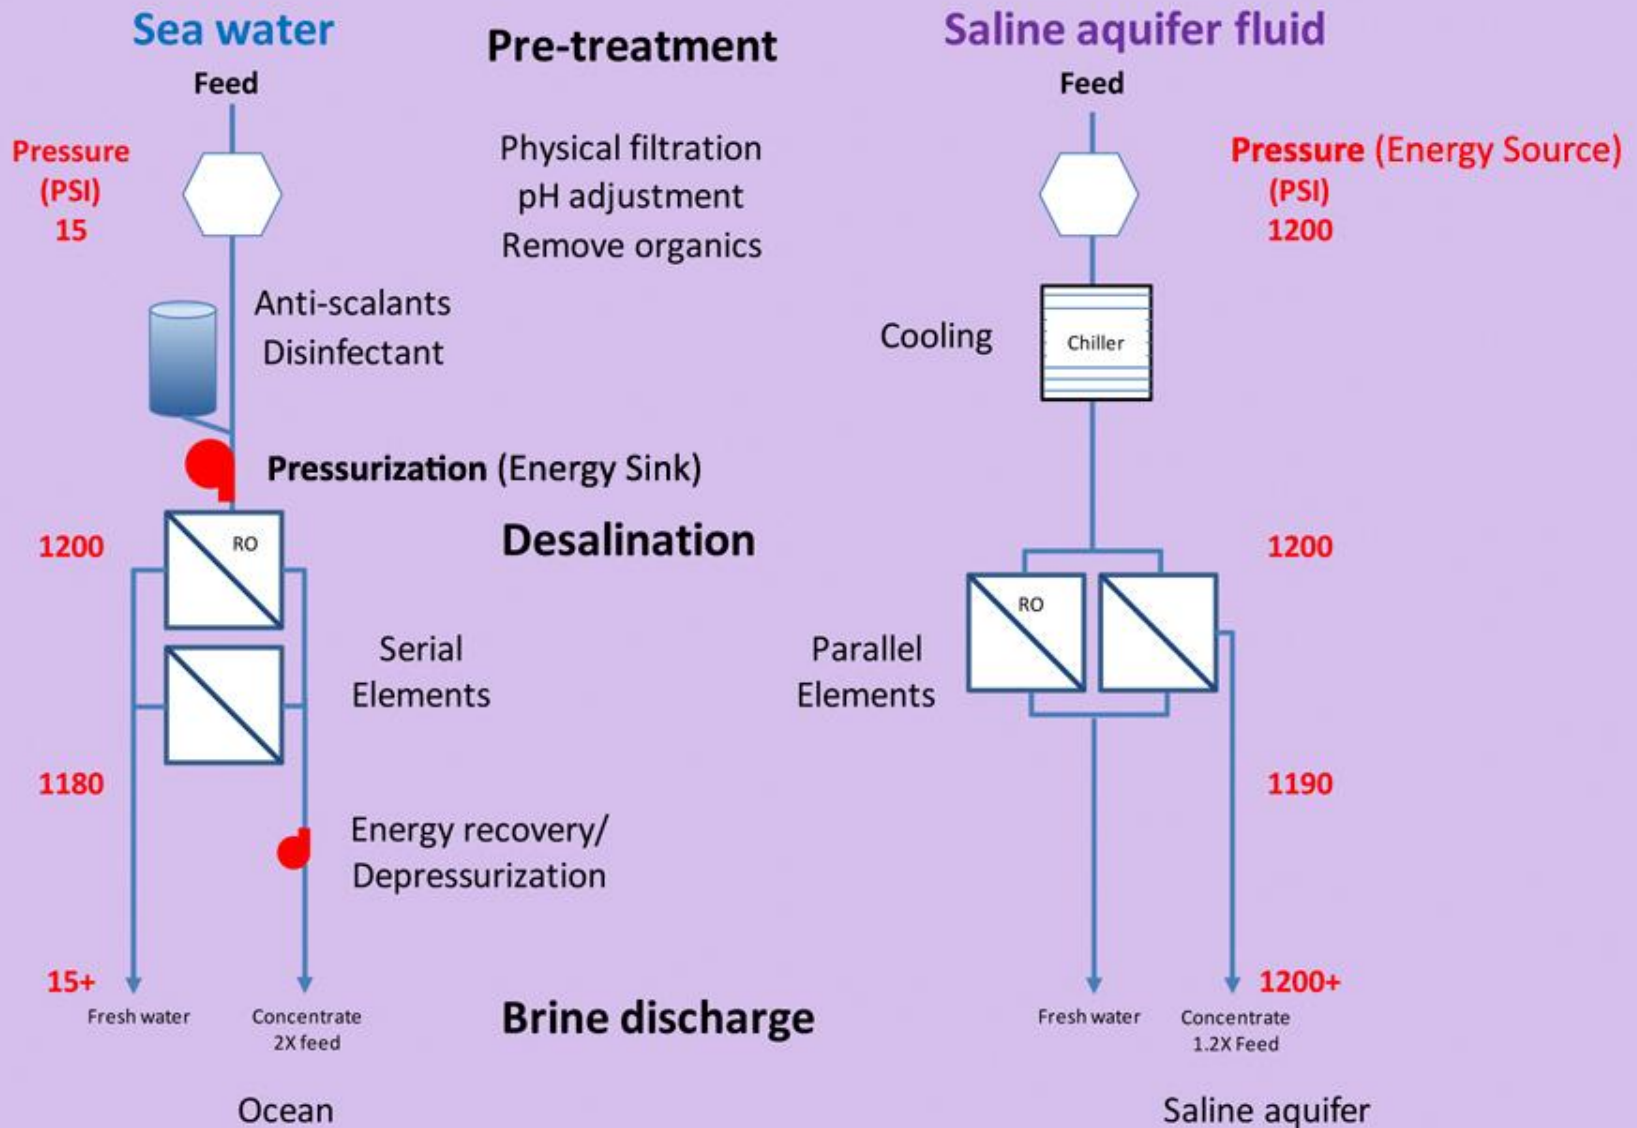 Sea water
Pre-treatment
Saline aquifer fluid
Feed
Feed
Pressure
(PSI)
15
Physical filtration
pH adjustment
Remove organics
Pressure (Energy Source)
(PSI)
1200
Anti-scalants
Disinfectant
Cooling
Chiller
Pressurization (Energy Sink)
1200
RO
Desalination
1200
RO
Serial
Elements
Parallel
Elements
1180
1190
Energy recovery/
Depressurization
15+
1200+
Fresh water
Concentrate
2X feed
Brine discharge
Fresh water
Concentrate
1.2X Feed
Ocean
Saline aquifer